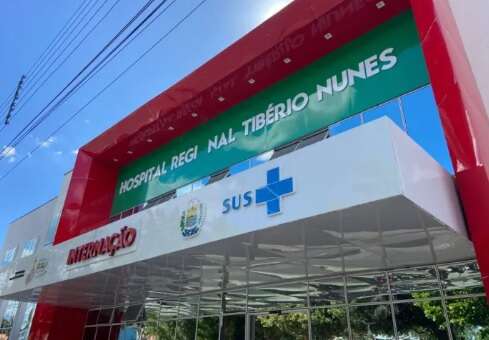 HOSPITAL REGI NAL TIBÉRIO NUNES
SUS
INTERNAÇÃO